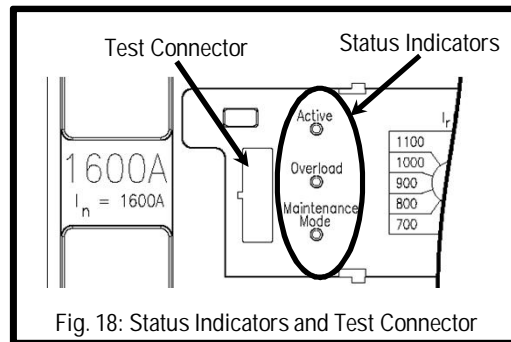 Test Connector
Status Indicators
1600A
In = 1600A
Active
Overload
Maintenance
Mode
Ir
1100
1000
900
800
700
Fig. 18: Status Indicators and Test Connector